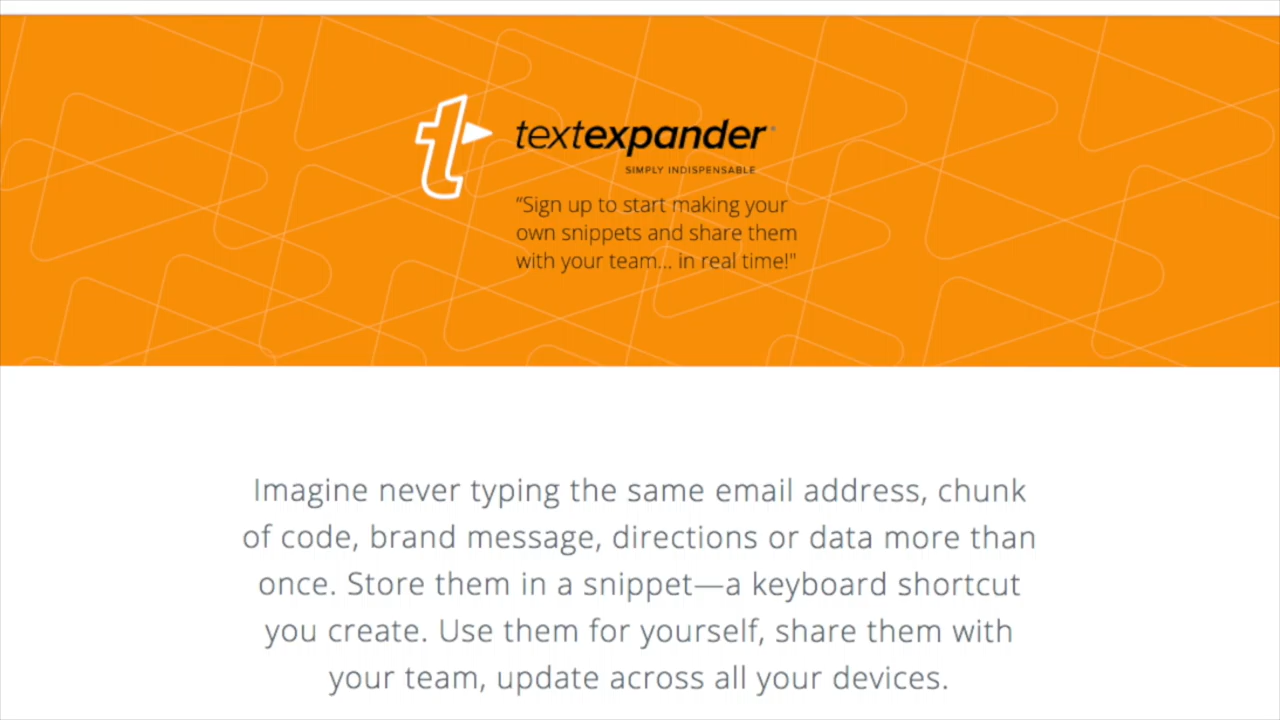 textexpander
SIMPLY INDISPENSABLE
"Sign up to start making your
own snippets and share them
with your team... in real time!"
Imagine never typing the same email address, chunk
of code, brand message, directions or data more than
once. Store them in a snippet—a keyboard shortcut
you create. Use them for yourself, share them with
your team, update across all your devices.